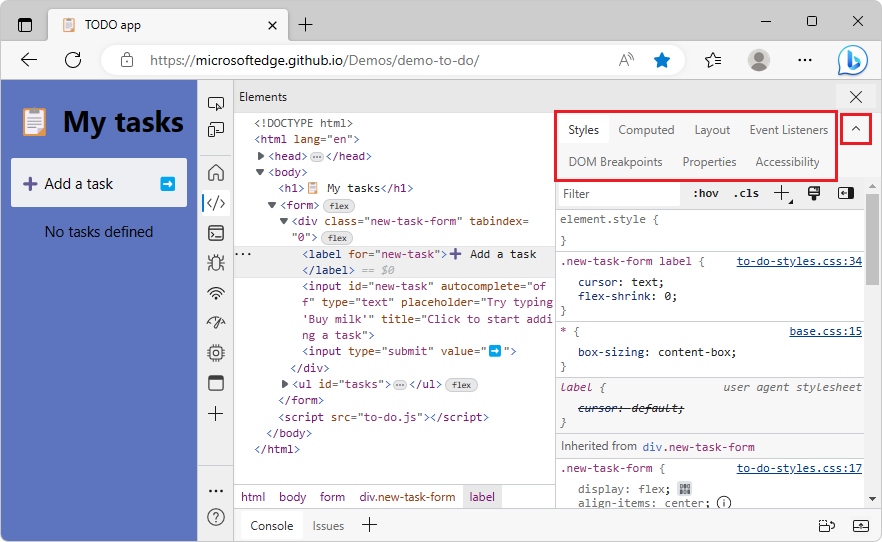 TODO app
https://microsoftedge.github.io/Demos/demo-to-do/
My tasks
Add a task
No tasks defined
Elements
<!DOCTYPE html>
<html lang="en">
<head> ⋯ </head>
<body>
<h1>📋 My tasks</h1>
<form> flex
<div class="new-task-form" tabindex=
"0"> flex
<label for="new-task">➕ Add a task
</label> == $0
<input id="new-task" autocomplete="of
f" type="text" placeholder="Try typing
'Buy milk'" title="Click to start addi
ng a task">
<input type="submit" value="➡️">
</div>
<ul id="tasks"> ⋯ </ul> flex
</form>
<script src="to-do.js"></script>
</body>
</html>
html body form div.new-task-form label
Styles Computed Layout Event Listeners
DOM Breakpoints Properties Accessibility
Filter :hov .cls
element.style {
}
.new-task-form label { to-do-styles.css:34
cursor: text;
flex-shrink: 0;
}
* { base.css:15
box-sizing: content-box;
}
label { user agent stylesheet
cursor: default;
}
Inherited from div.new-task-form
.new-task-form { to-do-styles.css:17
display: flex;
align-items: center;
Console Issues